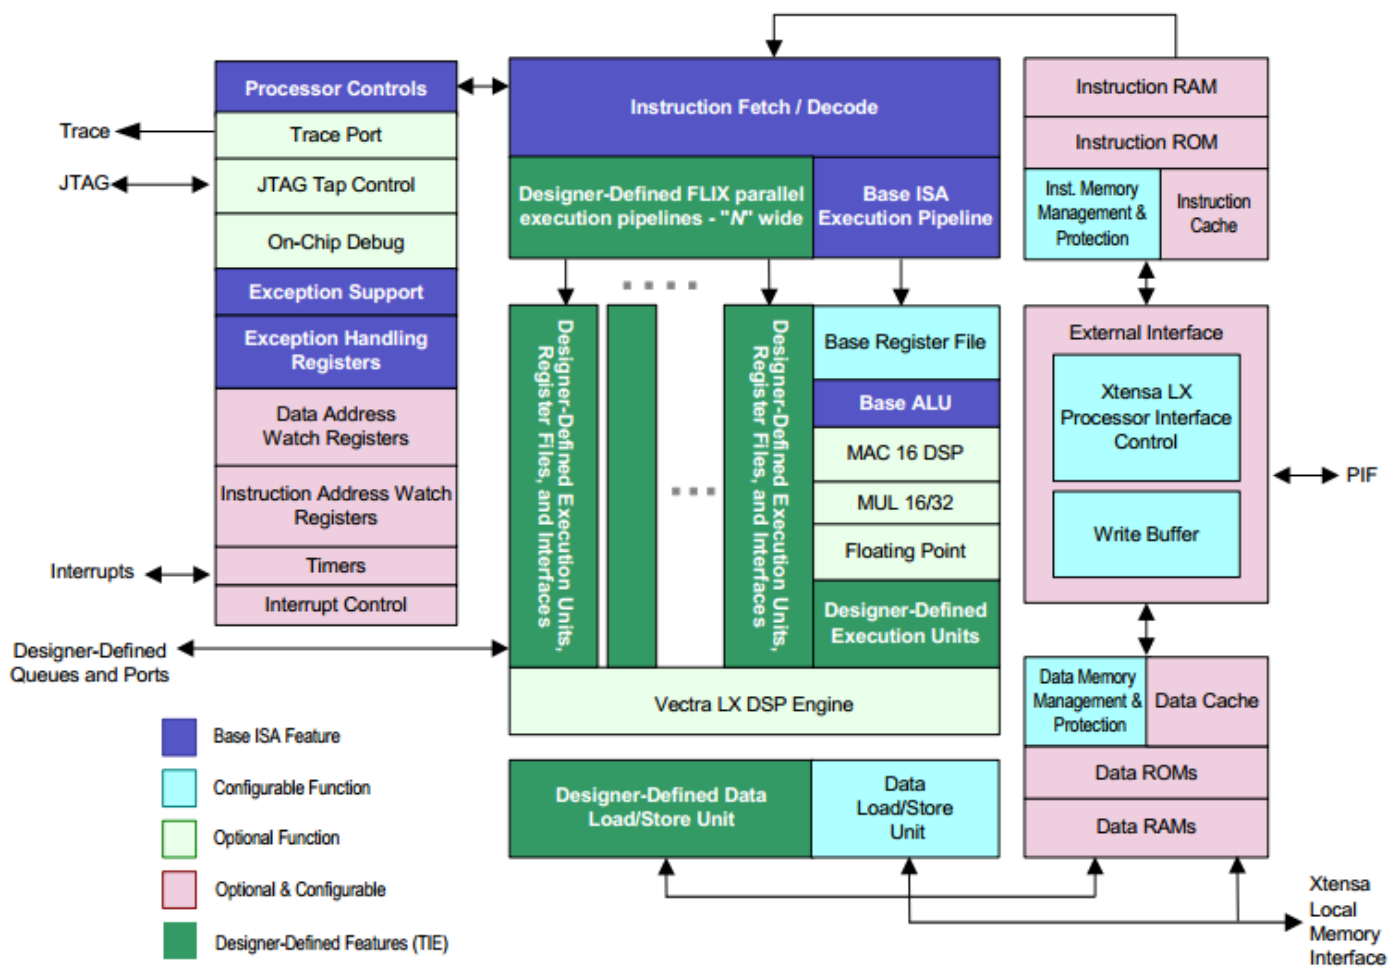 Processor Controls
Trace Port
JTAG Tap Control
On-Chip Debug
Exception Support
Exception Handling
Registers
Data Address
Watch Registers
Instruction Address Watch
Registers
Timers
Interrupt Control
Trace
JTAG
Interrupts
Designer-Defined
Queues and Ports
Instruction Fetch / Decode
Designer-Defined FLIX parallel
execution pipelines - "N" wide
Base ISA
Execution Pipeline
Designer-Defined Execution Units,
Register Files, and Interfaces
Designer-Defined Execution Units,
Register Files, and Interfaces
Base Register File
Base ALU
MAC 16 DSP
MUL 16/32
Floating Point
Designer-Defined
Execution Units
Vectra LX DSP Engine
Designer-Defined Data
Load/Store Unit
Data
Load/Store
Unit
Instruction RAM
Instruction ROM
Inst. Memory
Management &
Protection
Instruction
Cache
External Interface
Xtensa LX
Processor Interface
Control
Write Buffer
PIF
Data Memory
Management &
Protection
Data Cache
Data ROMs
Data RAMs
Xtensa
Local
Memory
Interface
Base ISA Feature
Configurable Function
Optional Function
Optional & Configurable
Designer-Defined Features (TIE)